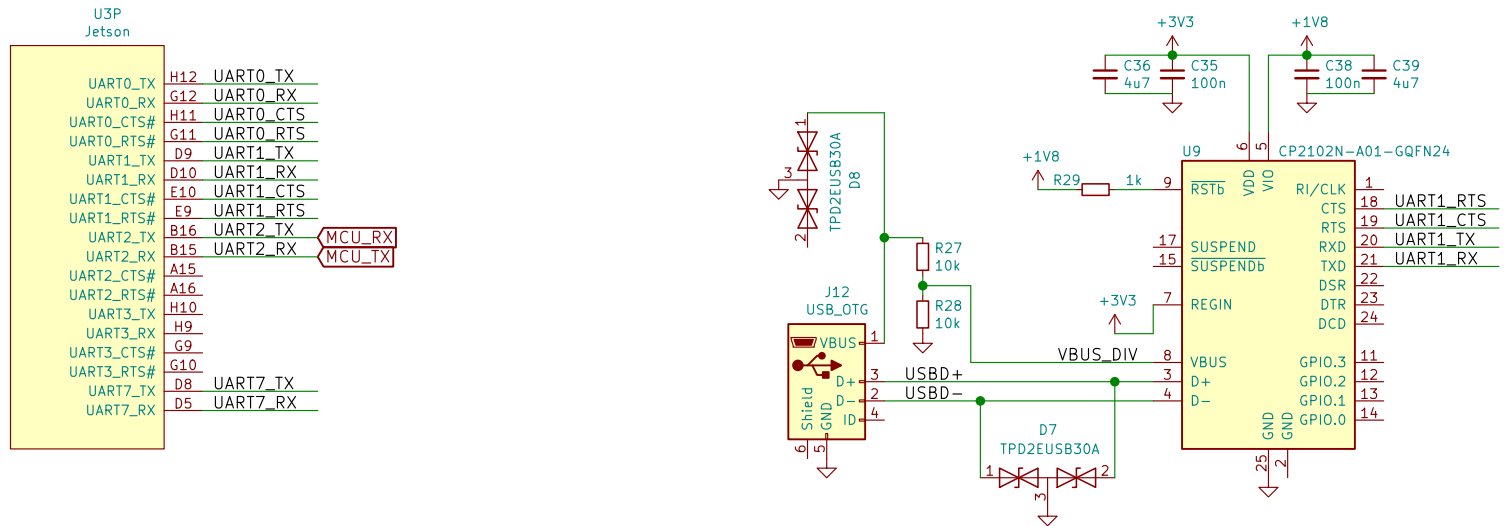 U3P
Jetson
UART0_TX H12 UART0_TX
UART0_RX G12 UART0_RX
UART0_CTS# H11 UART0_CTS
UART0_RTS# G11 UART0_RTS
UART1_TX D9 UART1_TX
UART1_RX D10 UART1_RX
UART1_CTS# E10 UART1_CTS
UART1_RTS# E9 UART1_RTS
UART2_TX B16 UART2_TX MCU_RX
UART2_RX B15 UART2_RX MCU_TX
UART2_CTS# A15
UART2_RTS# A16
UART3_TX H10
UART3_RX H9
UART3_CTS# G9
UART3_RTS# G10
UART7_TX D8 UART7_TX
UART7_RX D5 UART7_RX
1
3
2
TPD2EUSB30A
D8
R27
10k
R28
10k
J12
USB_OTG
VBUS 1
D+ 3 USBD+
D- 2 USBD-
ID 4
Shield 6
GND 5
VBUS_DIV
D7
TPD2EUSB30A
1 2
3
+3V3
C36
4u7
C35
100n
+1V8
C38
100n
C39
4u7
+1V8
R29 1k
+3V3
U9 CP2102N-A01-GQFN24
6 VDD
5 VIO
9 RSTb
17 SUSPEND
15 SUSPENDb
7 REGIN
8 VBUS
3 D+
4 D-
RI/CLK 1
CTS 18 UART1_RTS
RTS 19 UART1_CTS
RXD 20 UART1_TX
TXD 21 UART1_RX
DSR 22
DTR 23
DCD 24
GPIO.3 11
GPIO.2 12
GPIO.1 13
GPIO.0 14
GND 25
GND 2